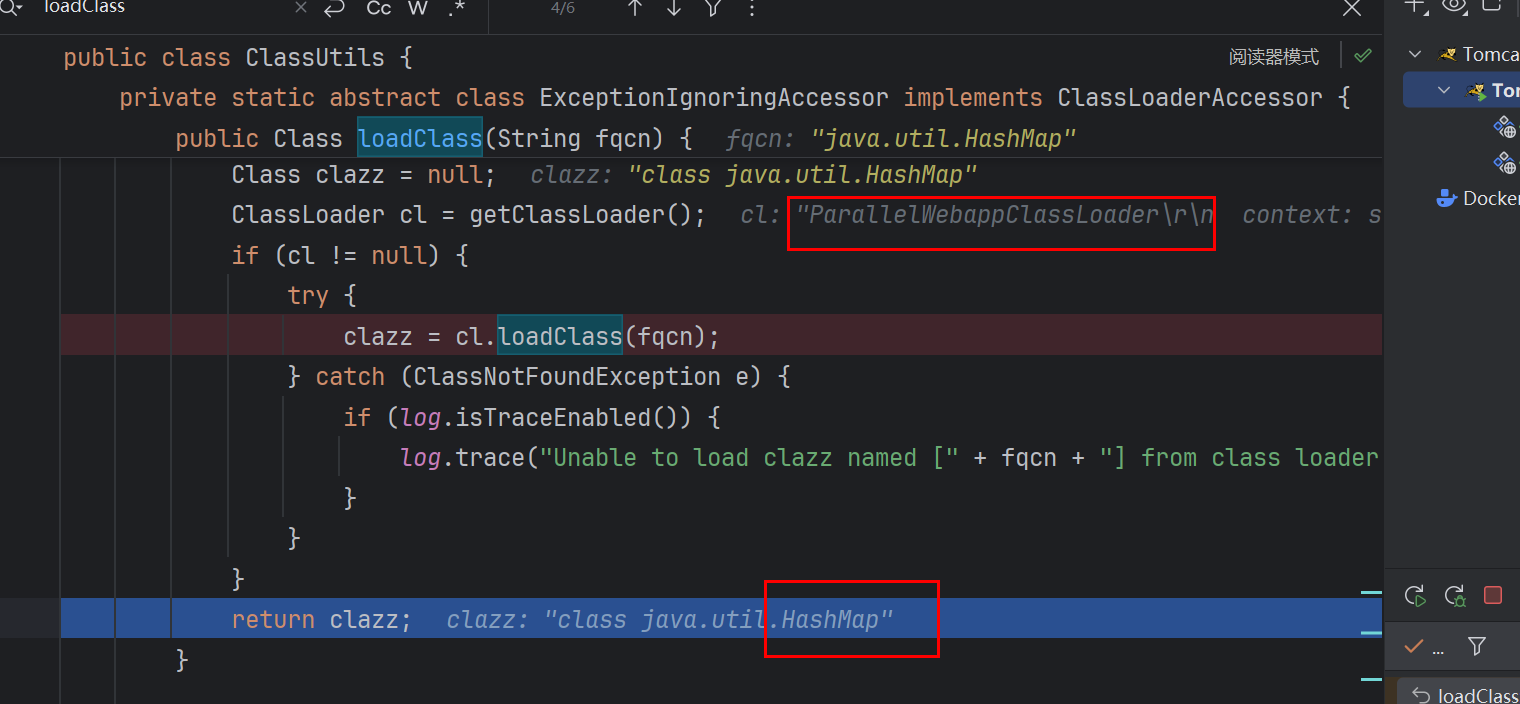 loadClass × Cc W .* 4/6
public class ClassUtils { 阅读器模式
private static abstract class ExceptionIgnoringAccessor implements ClassLoaderAccessor {
public Class loadClass(String fqcn) { fqcn: "java.util.HashMap"
Class clazz = null; clazz: "class java.util.HashMap"
ClassLoader cl = getClassLoader(); cl: "ParallelWebappClassLoader\r\n context: s
if (cl != null) {
try {
clazz = cl.loadClass(fqcn);
} catch (ClassNotFoundException e) {
if (log.isTraceEnabled()) {
log.trace("Unable to load clazz named [" + fqcn + "] from class loader
}
}
}
return clazz; clazz: "class java.util.HashMap"
}
Tomca
Tor
Docker
...
loadClass